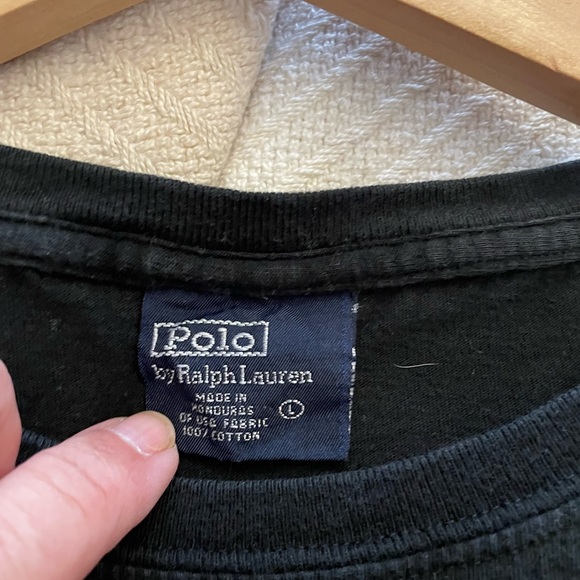 Polo
by Ralph Lauren
MADE IN
HONDURAS
OF USA FABRIC
100% COTTON
L